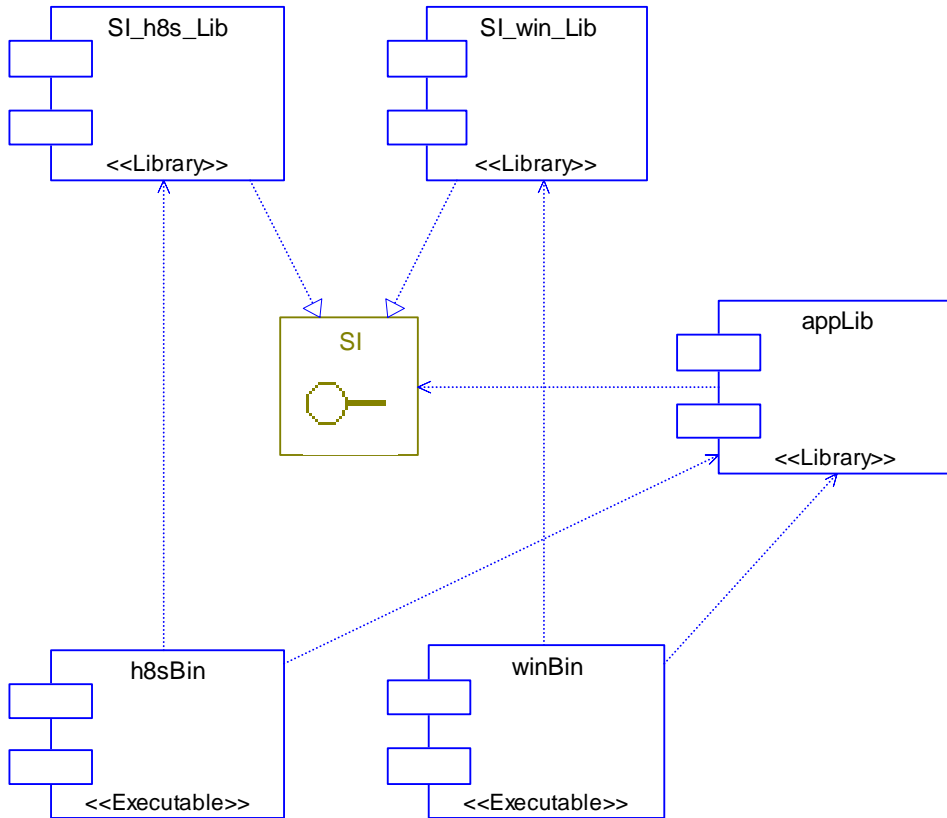 SI_h8s_Lib
<<Library>>
SI_win_Lib
<<Library>>
SI
appLib
<<Library>>
h8sBin
<<Executable>>
winBin
<<Executable>>